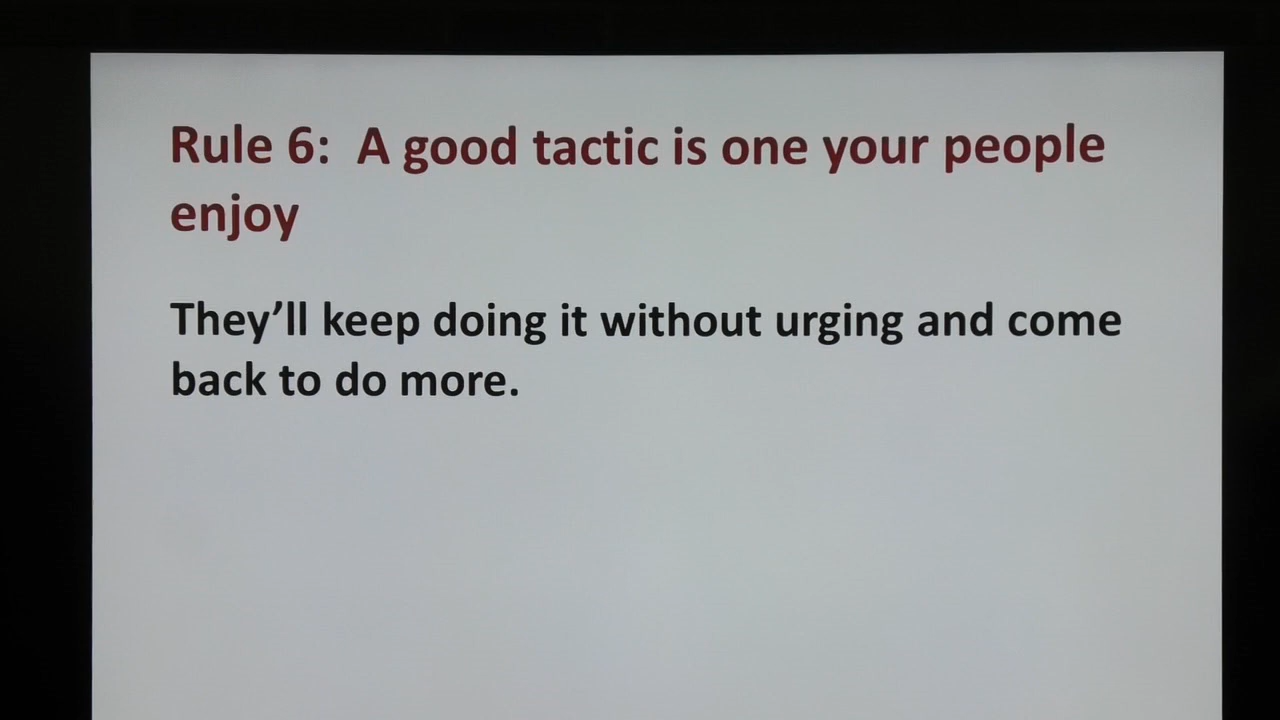 Rule 6:  A good tactic is one your people
enjoy
They’ll keep doing it without urging and come
back to do more.